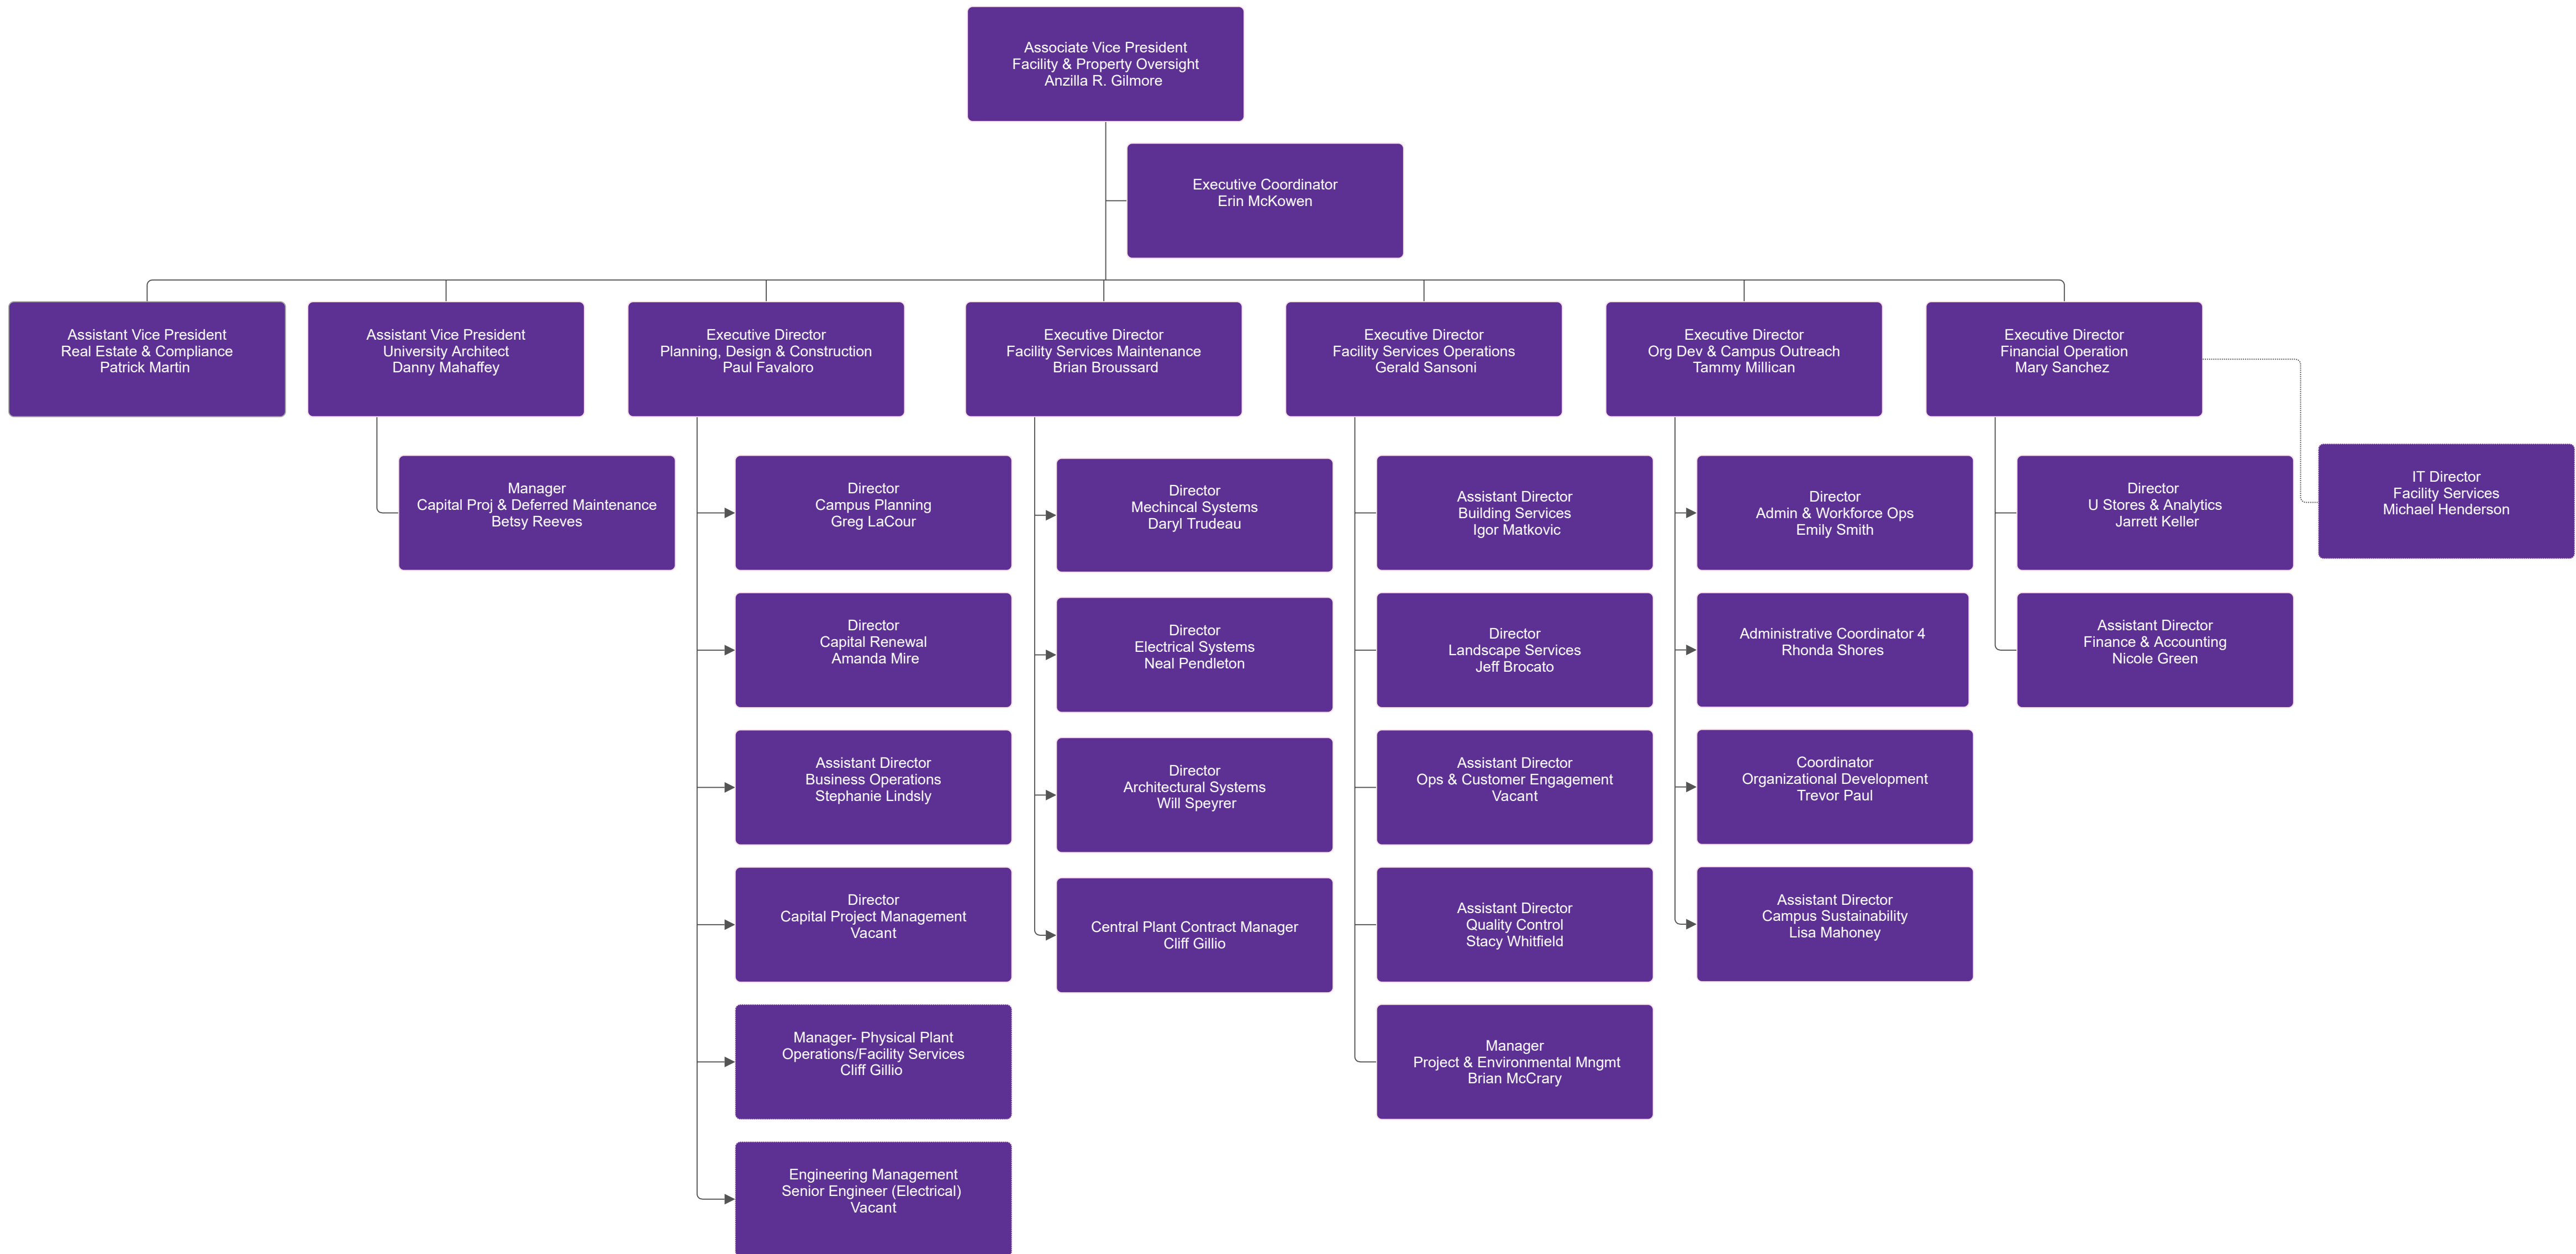 Associate Vice President
Facility & Property Oversight
Anzilla R. Gilmore
Executive Coordinator
Erin McKowen
Assistant Vice President
Real Estate & Compliance
Patrick Martin
Assistant Vice President
University Architect
Danny Mahaffey
Executive Director
Planning, Design & Construction
Paul Favaloro
Executive Director
Facility Services Maintenance
Brian Broussard
Executive Director
Facility Services Operations
Gerald Sansoni
Executive Director
Org Dev & Campus Outreach
Tammy Millican
Executive Director
Financial Operation
Mary Sanchez
IT Director
Facility Services
Michael Henderson
Manager
Capital Proj & Deferred Maintenance
Betsy Reeves
Director
Campus Planning
Greg LaCour
Director
Capital Renewal
Amanda Mire
Assistant Director
Business Operations
Stephanie Lindsly
Director
Capital Project Management
Vacant
Manager- Physical Plant
Operations/Facility Services
Cliff Gillio
Engineering Management
Senior Engineer (Electrical)
Vacant
Director
Mechincal Systems
Daryl Trudeau
Director
Electrical Systems
Neal Pendleton
Director
Architectural Systems
Will Speyrer
Central Plant Contract Manager
Cliff Gillio
Assistant Director
Building Services
Igor Matkovic
Director
Landscape Services
Jeff Brocato
Assistant Director
Ops & Customer Engagement
Vacant
Assistant Director
Quality Control
Stacy Whitfield
Manager
Project & Environmental Mngmt
Brian McCrary
Director
Admin & Workforce Ops
Emily Smith
Administrative Coordinator 4
Rhonda Shores
Coordinator
Organizational Development
Trevor Paul
Assistant Director
Campus Sustainability
Lisa Mahoney
Director
U Stores & Analytics
Jarrett Keller
Assistant Director
Finance & Accounting
Nicole Green